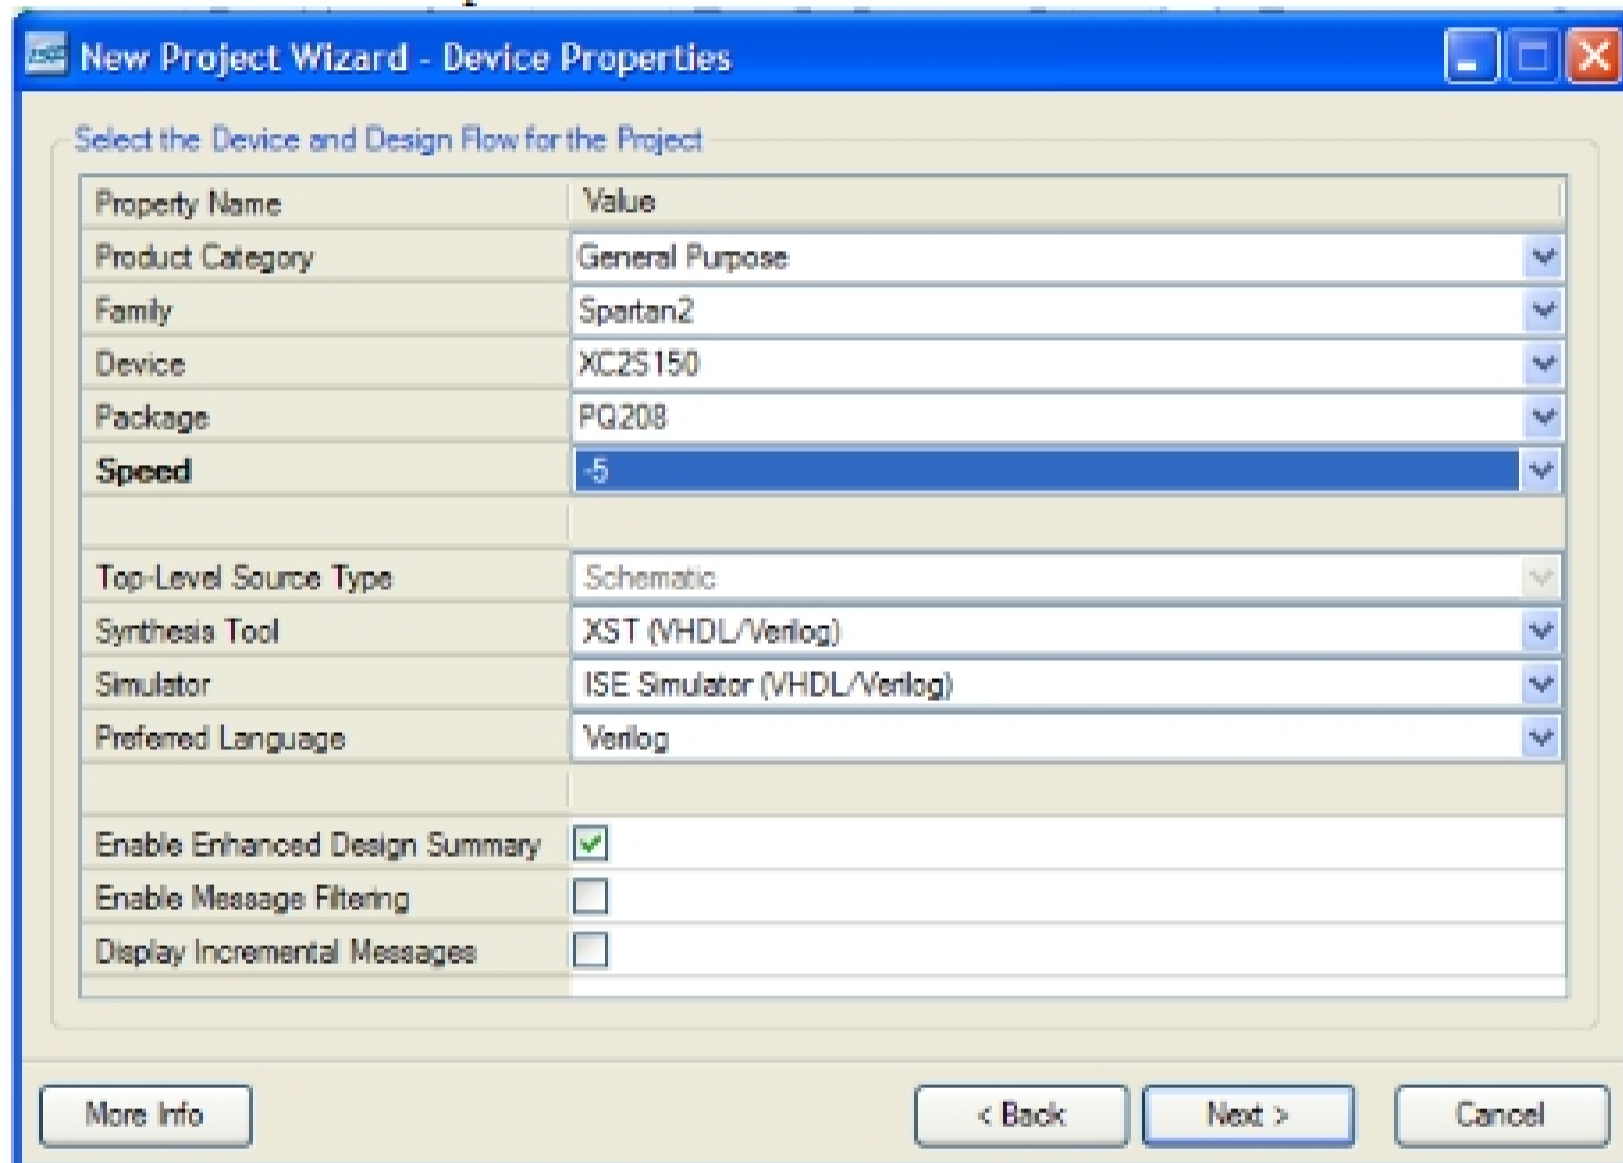 New Project Wizard - Device Properties
Select the Device and Design Flow for the Project
Property Name Value
Product Category General Purpose
Family Spartan2
Device XC2S150
Package PQ208
Speed -5
Top-Level Source Type Schematic
Synthesis Tool XST (VHDL/Verilog)
Simulator ISE Simulator (VHDL/Verilog)
Preferred Language Verilog
Enable Enhanced Design Summary
Enable Message Filtering
Display Incremental Messages
More Info < Back Next > Cancel